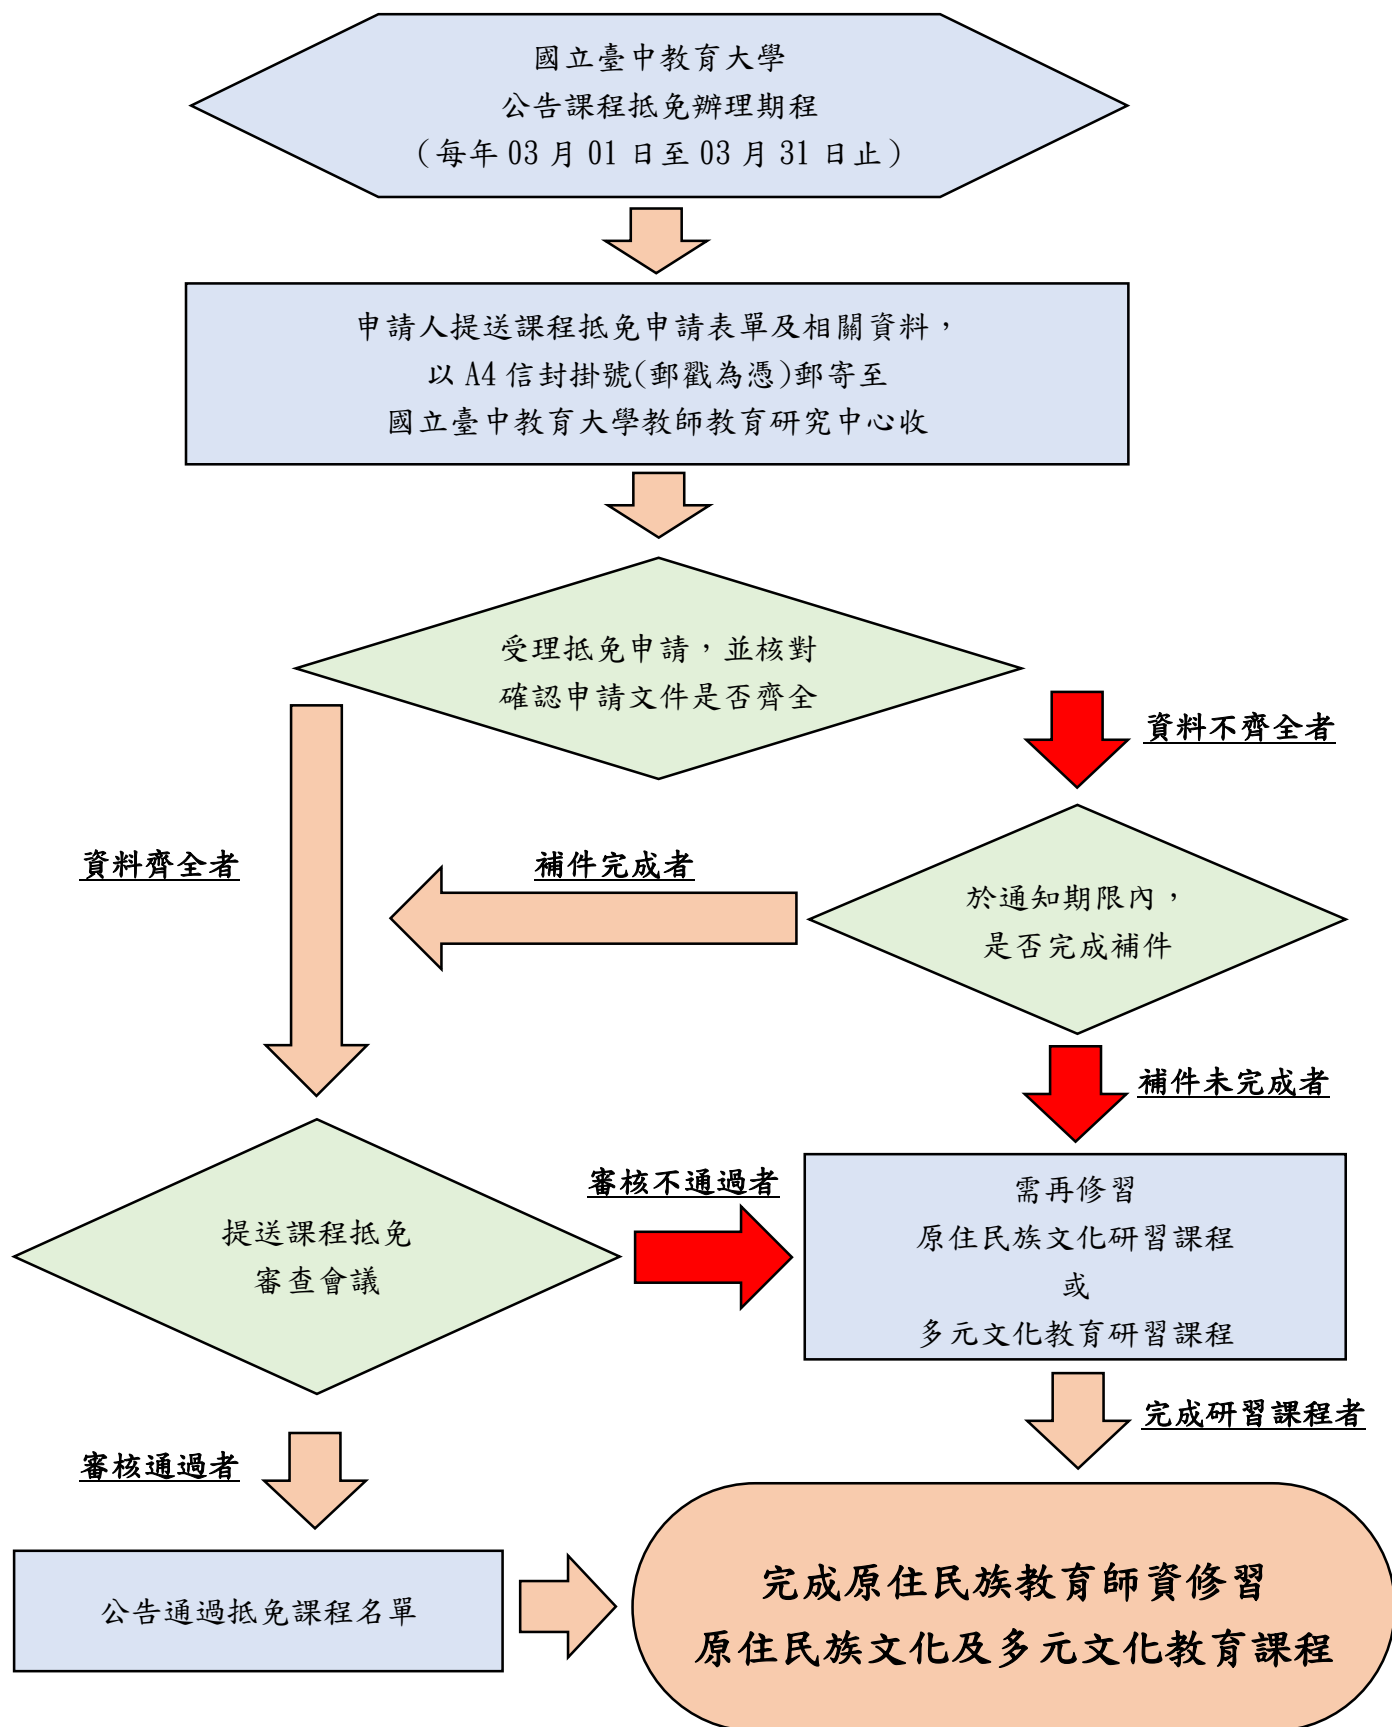 國立臺中教育大學
公告課程抵免辦理期程
（每年 03 月 01 日至 03 月 31 日止）
申請人提送課程抵免申請表單及相關資料，
以 A4 信封掛號(郵戳為憑)郵寄至
國立臺中教育大學教師教育研究中心收
受理抵免申請，並核對
確認申請文件是否齊全
資料不齊全者
資料齊全者
補件完成者
於通知期限內，
是否完成補件
補件未完成者
提送課程抵免
審查會議
審核不通過者
需再修習
原住民族文化研習課程
或
多元文化教育研習課程
完成研習課程者
審核通過者
公告通過抵免課程名單
完成原住民族教育師資修習
原住民族文化及多元文化教育課程